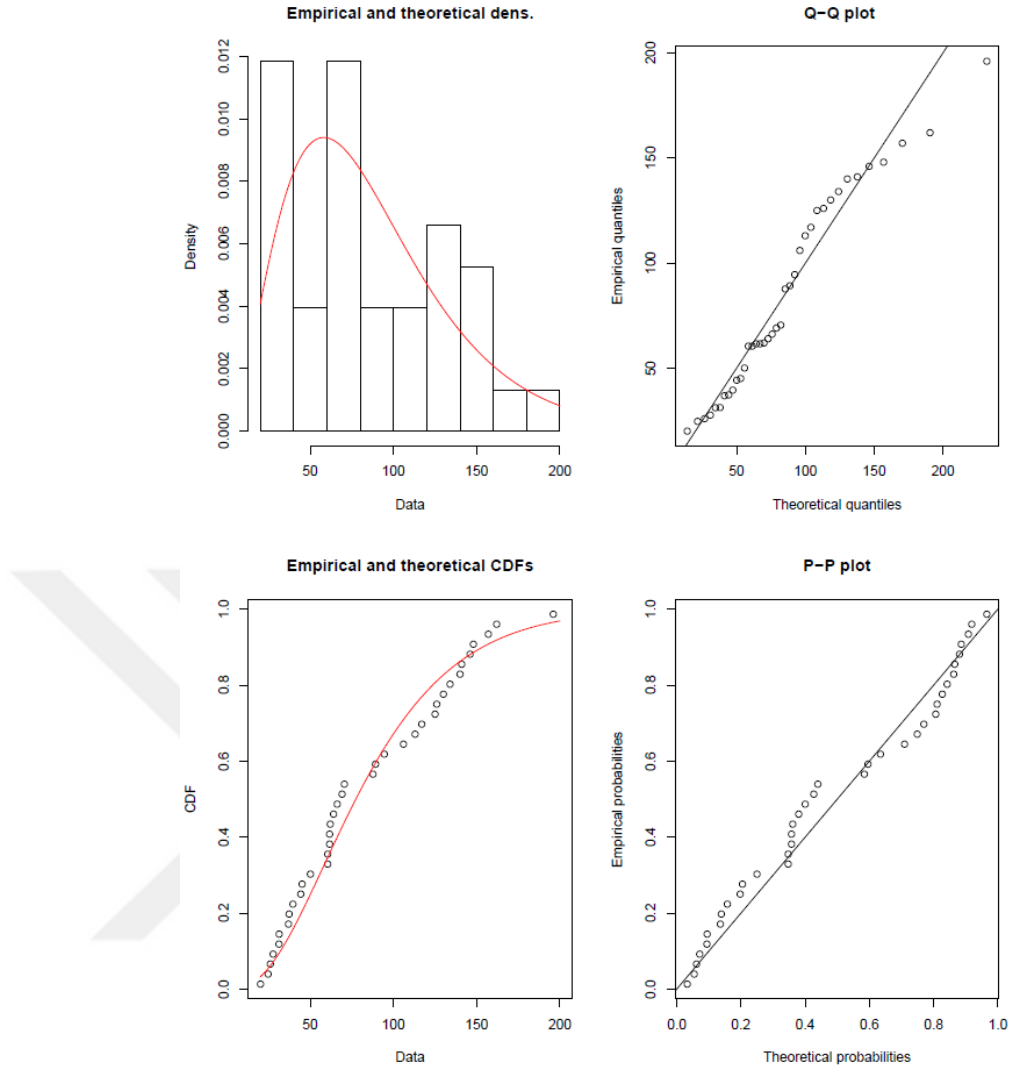 Empirical and theoretical dens.
Density
0.000 0.002 0.004 0.006 0.008 0.010 0.012
50 100 150 200
Data
Q−Q plot
Empirical quantiles
50 100 150 200
50 100 150 200
Theoretical quantiles
Empirical and theoretical CDFs
CDF
0.0 0.2 0.4 0.6 0.8 1.0
50 100 150 200
Data
P−P plot
Empirical probabilities
0.0 0.2 0.4 0.6 0.8 1.0
0.0 0.2 0.4 0.6 0.8 1.0
Theoretical probabilities